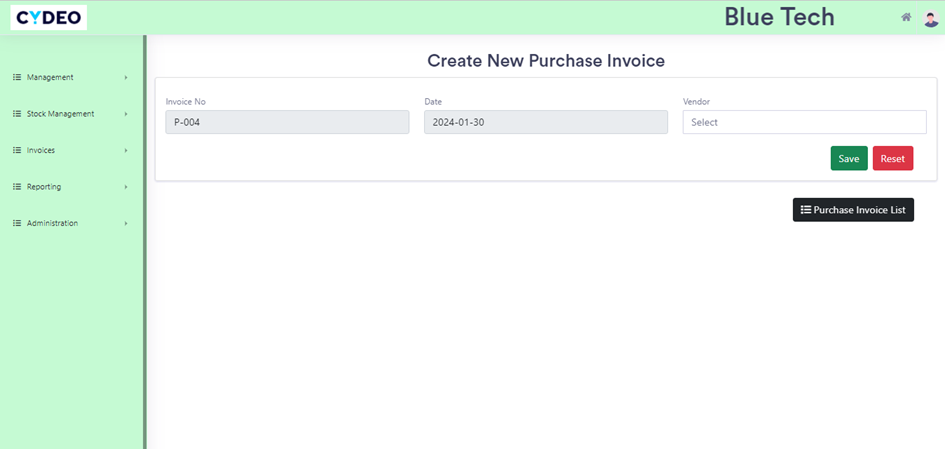 CYDEO
Blue Tech
Management
Stock Management
Invoices
Reporting
Administration
Create New Purchase Invoice
Invoice No
Date
Vendor
P-004
2024-01-30
Select
Save
Reset
Purchase Invoice List